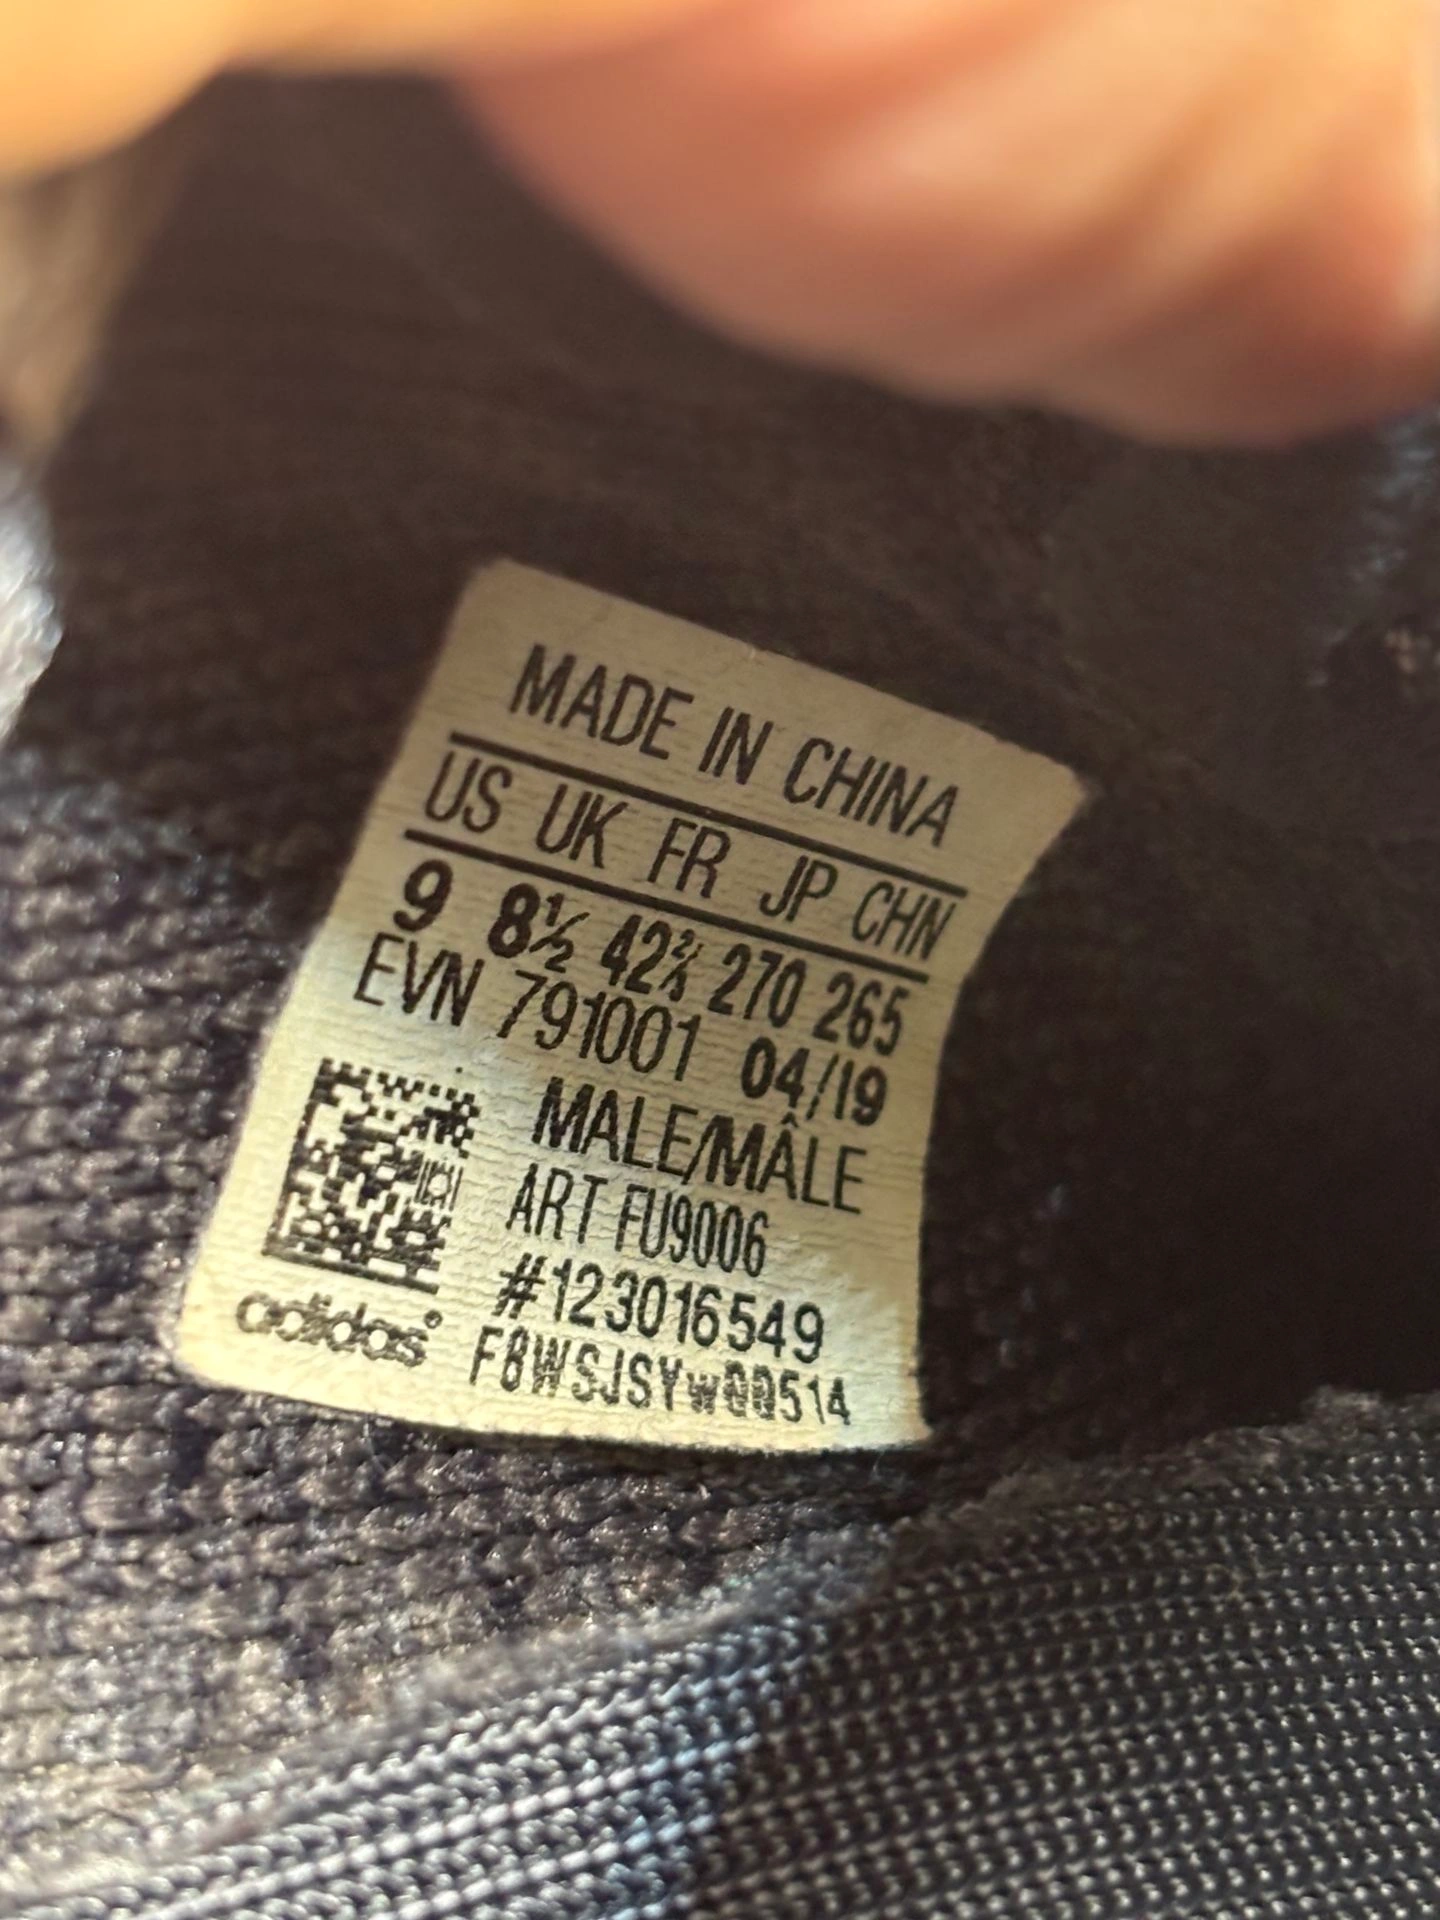 MADE IN CHINA
US UK FR JP CHN
9 8½ 42⅔ 270 265
EVN 791001 04/19
MALE/MÂLE
ART FU9006
#123016549
adidas®